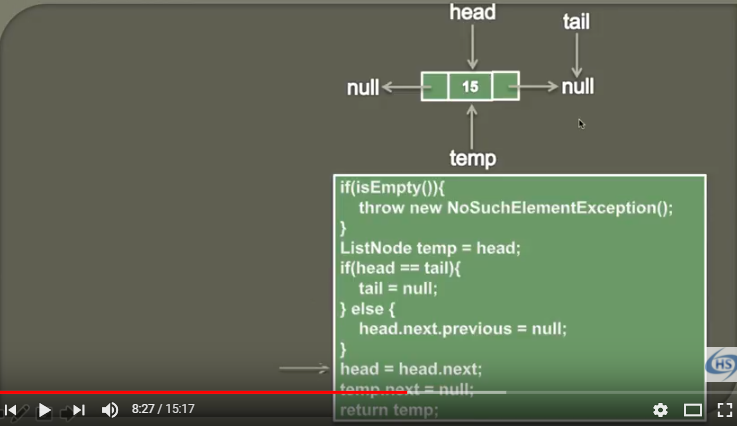 head
tail
null
15
null
temp
if(isEmpty()){
throw new NoSuchElementException();
}
ListNode temp = head;
if(head == tail){
tail = null;
} else {
head.next.previous = null;
}
head = head.next;
temp.next = null;
return temp;
HS
8:27 / 15:17